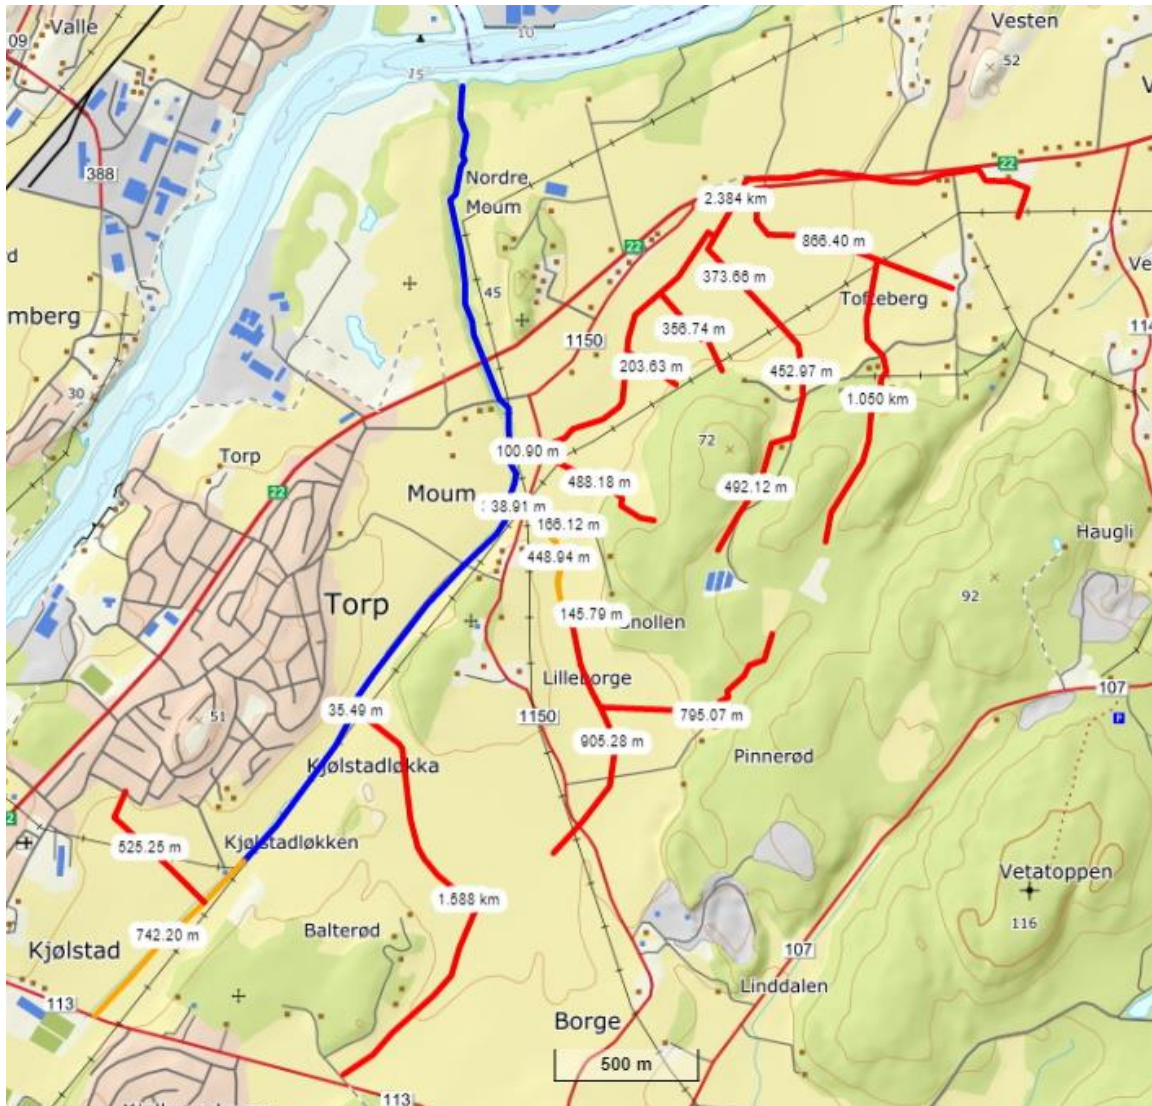 Valle
10
Vesten
09
15
52
388
22
Nordre
Moum
2.384 km
22
866.40 m
d
373.66 m
Ve
45
Tofteberg
mberg
356.74 m
114
1150
203.63 m
452.97 m
30
1.050 km
72
100.90 m
Torp
488.18 m
492.12 m
22
Moum
38.91 m
166.12 m
Haugli
448.94 m
92
Torp
145.79 m
Lilleborge
107
35.49 m
1150
795.07 m
P
51
905.28 m
Pinnerød
Kjølstadløkka
2
525.25 m
Kjølstadløkken
Vetatoppen
1.588 km
116
742.20 m
Balterød
Kjølstad
107
Linddalen
113
Borge
500 m
113